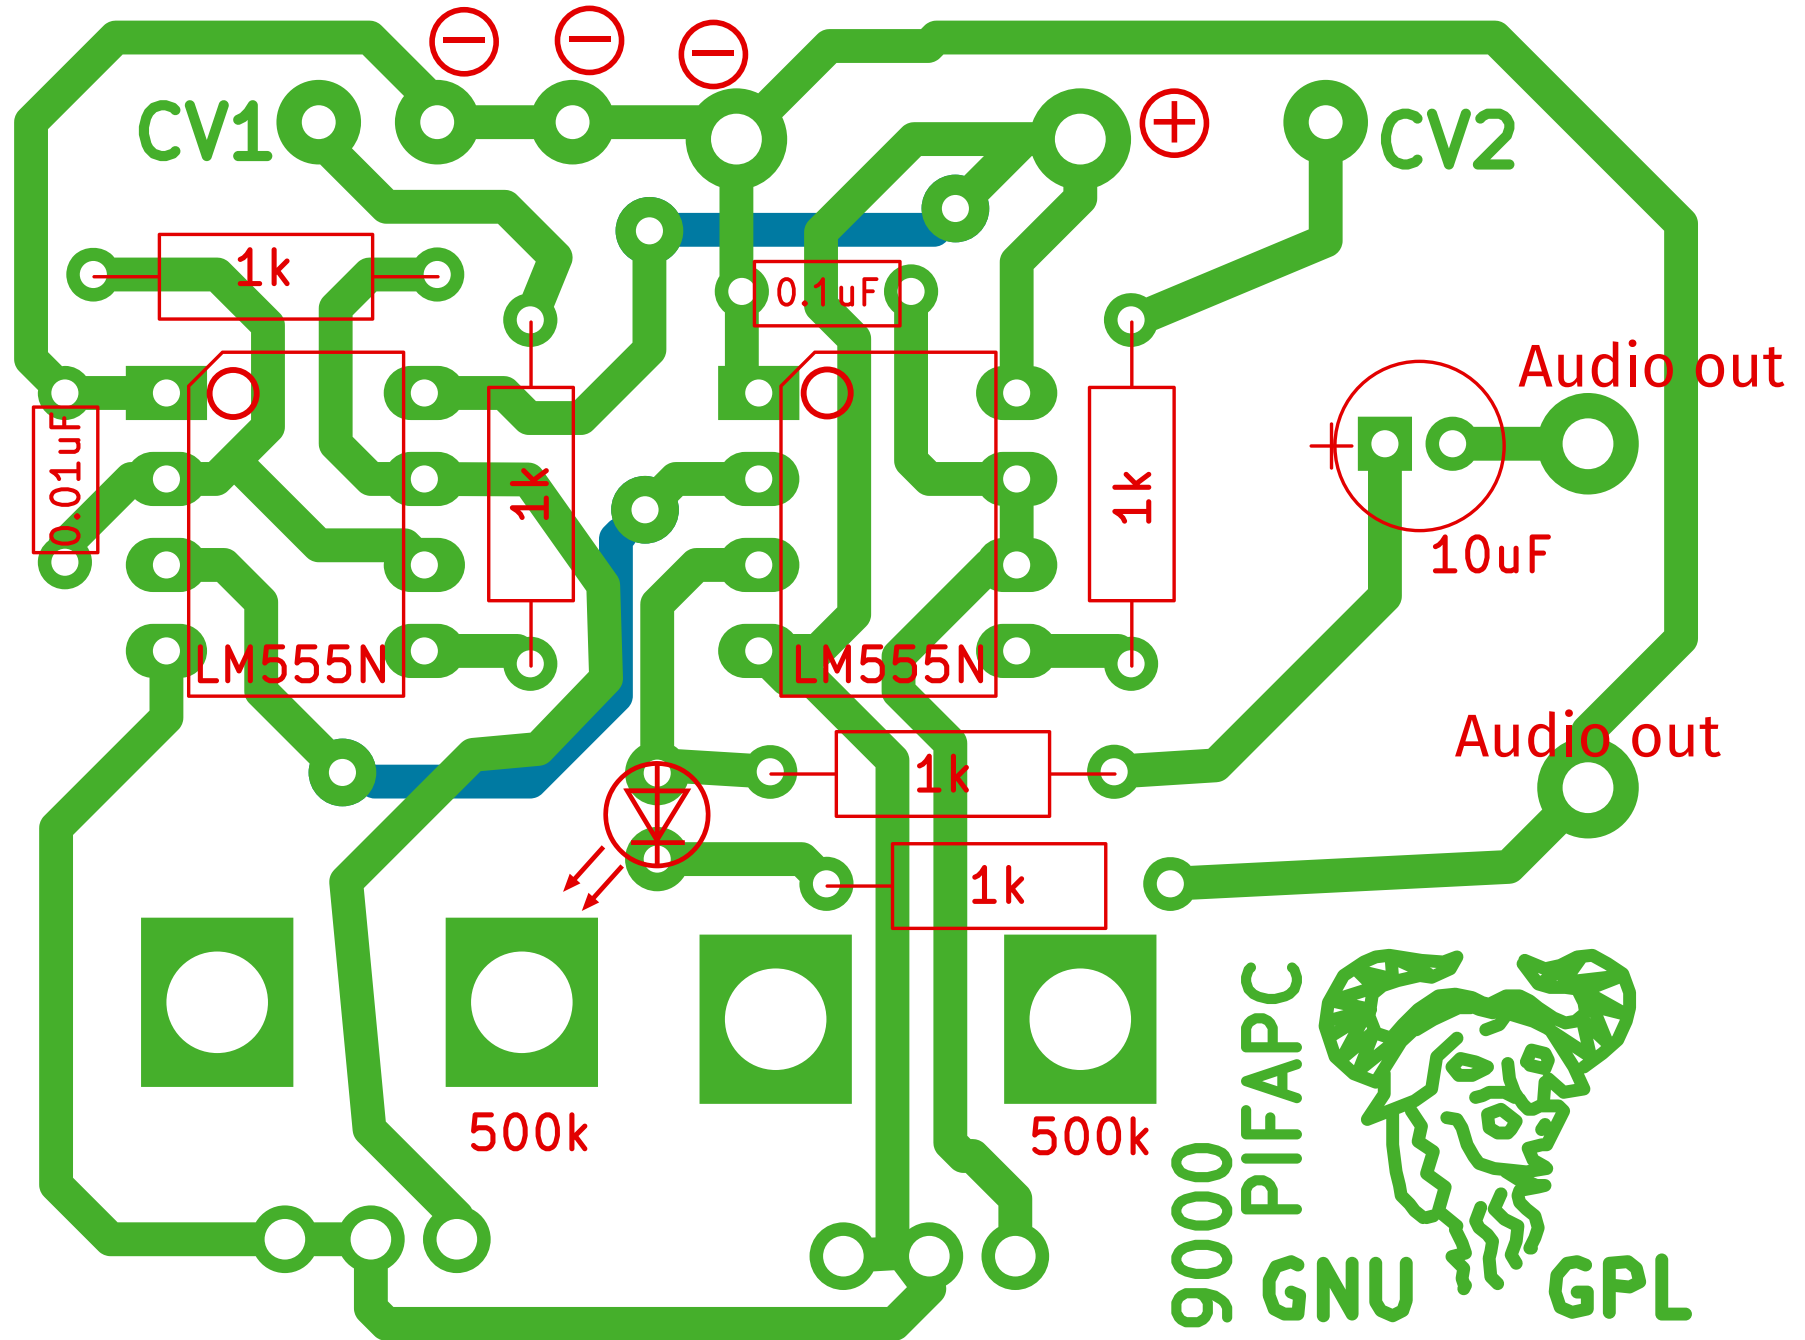 CV1
CV2
1k
0.1uF
Audio out
0.01uF
1k
1k
10uF
LM555N
LM555N
Audio out
1k
1k
500k
500k
PIFAPC
9000
GNU
GPL